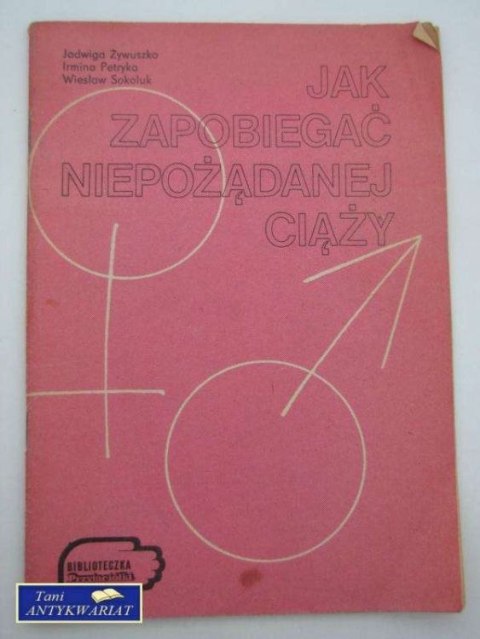 Jadwiga Żywuszko
Irmina Petryka
Wiesław Sokoluk
JAK
ZAPOBIEGAĆ
NIEPOŻĄDANEJ
CIĄŻY
BIBLIOTECZKA
Tani
ANTYKWARIAT